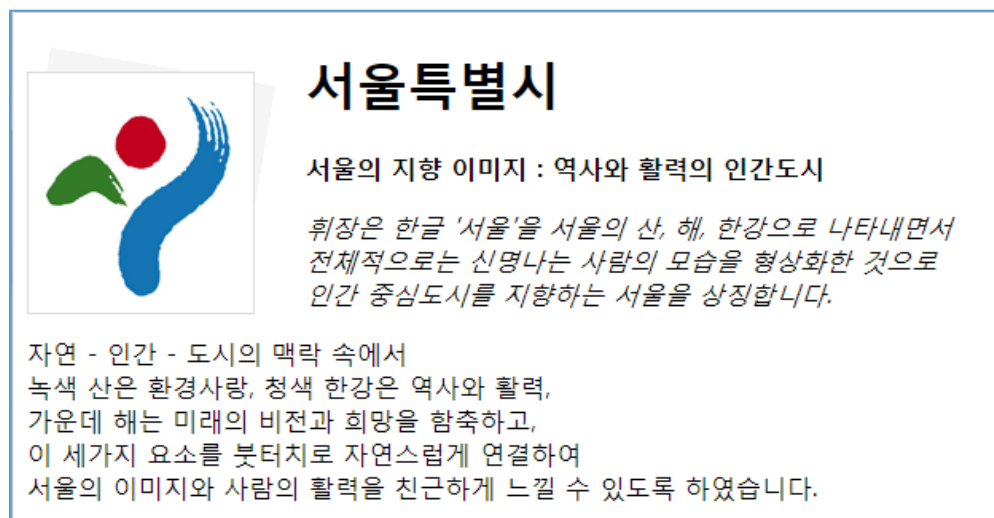 서울특별시
서울의 지향 이미지 : 역사와 활력의 인간도시
휘장은 한글 '서울'을 서울의 산, 해, 한강으로 나타내면서
전체적으로는 신명나는 사람의 모습을 형상화한 것으로
인간 중심도시를 지향하는 서울을 상징합니다.
자연 - 인간 - 도시의 맥락 속에서
녹색 산은 환경사랑, 청색 한강은 역사와 활력,
가운데 해는 미래의 비전과 희망을 함축하고,
이 세가지 요소를 붓터치로 자연스럽게 연결하여
서울의 이미지와 사람의 활력을 친근하게 느낄 수 있도록 하였습니다.